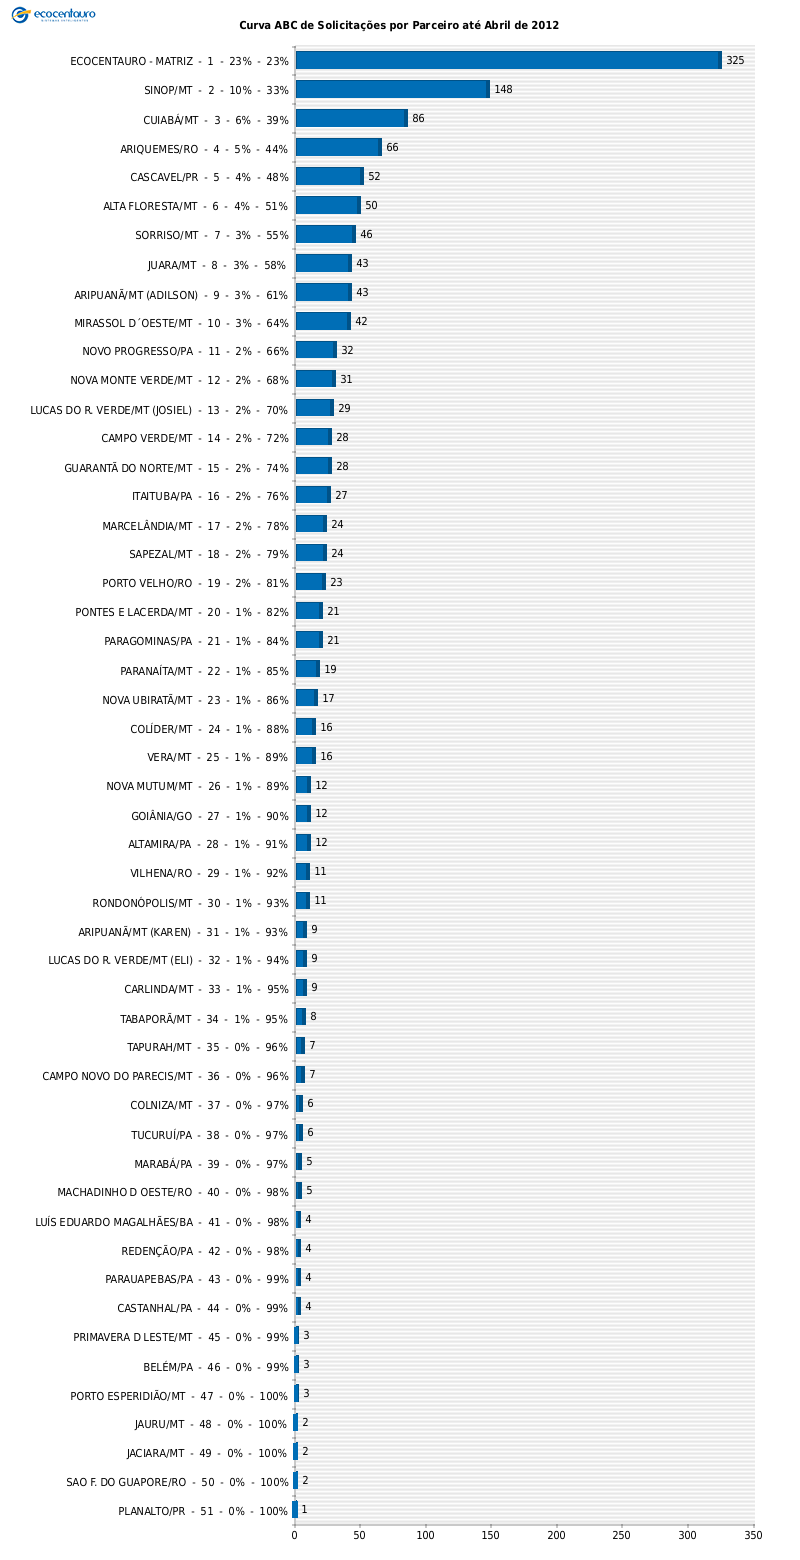 ecocentauro
Curva ABC de Solicitações por Parceiro até Abril de 2012
ECOCENTAURO - MATRIZ - 1 - 23% - 23% 325
SINOP/MT - 2 - 10% - 33% 148
CUIABÁ/MT - 3 - 6% - 39% 86
ARIQUEMES/RO - 4 - 5% - 44% 66
CASCAVEL/PR - 5 - 4% - 48% 52
ALTA FLORESTA/MT - 6 - 4% - 51% 50
SORRISO/MT - 7 - 3% - 55% 46
JUARA/MT - 8 - 3% - 58% 43
ARIPUANÃ/MT (ADILSON) - 9 - 3% - 61% 43
MIRASSOL D´OESTE/MT - 10 - 3% - 64% 42
NOVO PROGRESSO/PA - 11 - 2% - 66% 32
NOVA MONTE VERDE/MT - 12 - 2% - 68% 31
LUCAS DO R. VERDE/MT (JOSIEL) - 13 - 2% - 70% 29
CAMPO VERDE/MT - 14 - 2% - 72% 28
GUARANTÃ DO NORTE/MT - 15 - 2% - 74% 28
ITAITUBA/PA - 16 - 2% - 76% 27
MARCELÂNDIA/MT - 17 - 2% - 78% 24
SAPEZAL/MT - 18 - 2% - 79% 24
PORTO VELHO/RO - 19 - 2% - 81% 23
PONTES E LACERDA/MT - 20 - 1% - 82% 21
PARAGOMINAS/PA - 21 - 1% - 84% 21
PARANAÍTA/MT - 22 - 1% - 85% 19
NOVA UBIRATÃ/MT - 23 - 1% - 86% 17
COLÍDER/MT - 24 - 1% - 88% 16
VERA/MT - 25 - 1% - 89% 16
NOVA MUTUM/MT - 26 - 1% - 89% 12
GOIÂNIA/GO - 27 - 1% - 90% 12
ALTAMIRA/PA - 28 - 1% - 91% 12
VILHENA/RO - 29 - 1% - 92% 11
RONDONÓPOLIS/MT - 30 - 1% - 93% 11
ARIPUANÃ/MT (KAREN) - 31 - 1% - 93% 9
LUCAS DO R. VERDE/MT (ELI) - 32 - 1% - 94% 9
CARLINDA/MT - 33 - 1% - 95% 9
TABAPORÃ/MT - 34 - 1% - 95% 8
TAPURAH/MT - 35 - 0% - 96% 7
CAMPO NOVO DO PARECIS/MT - 36 - 0% - 96% 7
COLNIZA/MT - 37 - 0% - 97% 6
TUCURUÍ/PA - 38 - 0% - 97% 6
MARABÁ/PA - 39 - 0% - 97% 5
MACHADINHO D OESTE/RO - 40 - 0% - 98% 5
LUÍS EDUARDO MAGALHÃES/BA - 41 - 0% - 98% 4
REDENÇÃO/PA - 42 - 0% - 98% 4
PARAUAPEBAS/PA - 43 - 0% - 99% 4
CASTANHAL/PA - 44 - 0% - 99% 4
PRIMAVERA D LESTE/MT - 45 - 0% - 99% 3
BELÉM/PA - 46 - 0% - 99% 3
PORTO ESPERIDIÃO/MT - 47 - 0% - 100% 3
JAURU/MT - 48 - 0% - 100% 2
JACIARA/MT - 49 - 0% - 100% 2
SAO F. DO GUAPORE/RO - 50 - 0% - 100% 2
PLANALTO/PR - 51 - 0% - 100% 1
0 50 100 150 200 250 300 350